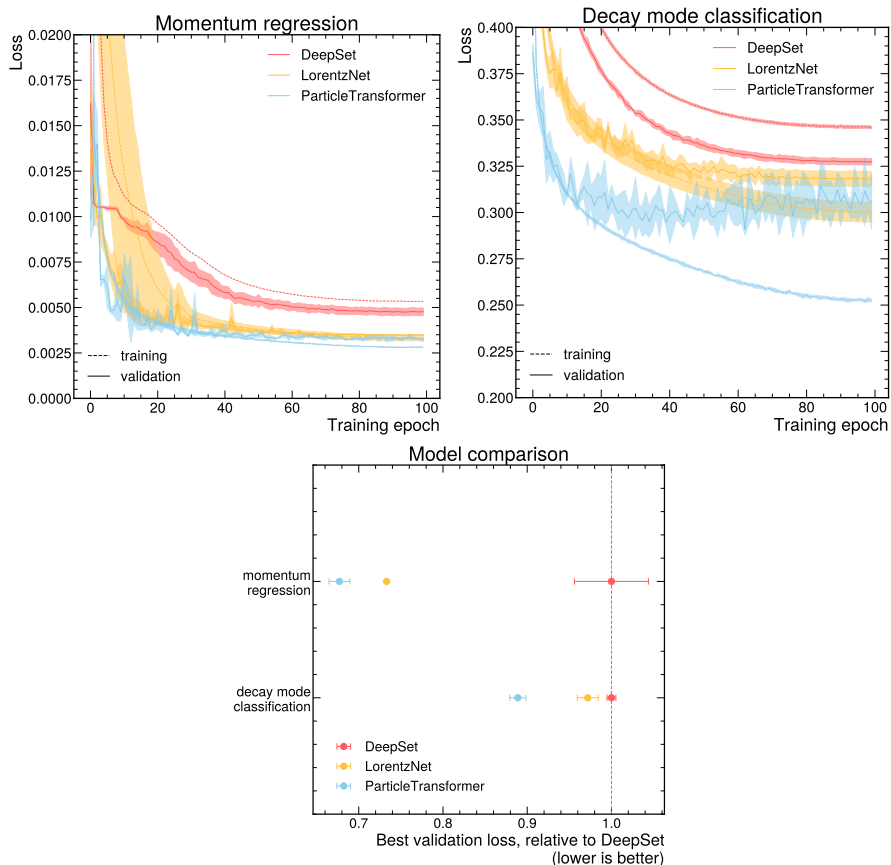 Momentum regression
Loss
0.0200
0.0175
0.0150
0.0125
0.0100
0.0075
0.0050
0.0025
0.0000
DeepSet
LorentzNet
ParticleTransformer
training
validation
0 20 40 60 80 100
Training epoch
Decay mode classification
Loss
0.400
0.375
0.350
0.325
0.300
0.275
0.250
0.225
0.200
DeepSet
LorentzNet
ParticleTransformer
training
validation
0 20 40 60 80 100
Training epoch
Model comparison
momentum
regression
decay mode
classification
DeepSet
LorentzNet
ParticleTransformer
0.7 0.8 0.9 1.0
Best validation loss, relative to DeepSet
(lower is better)